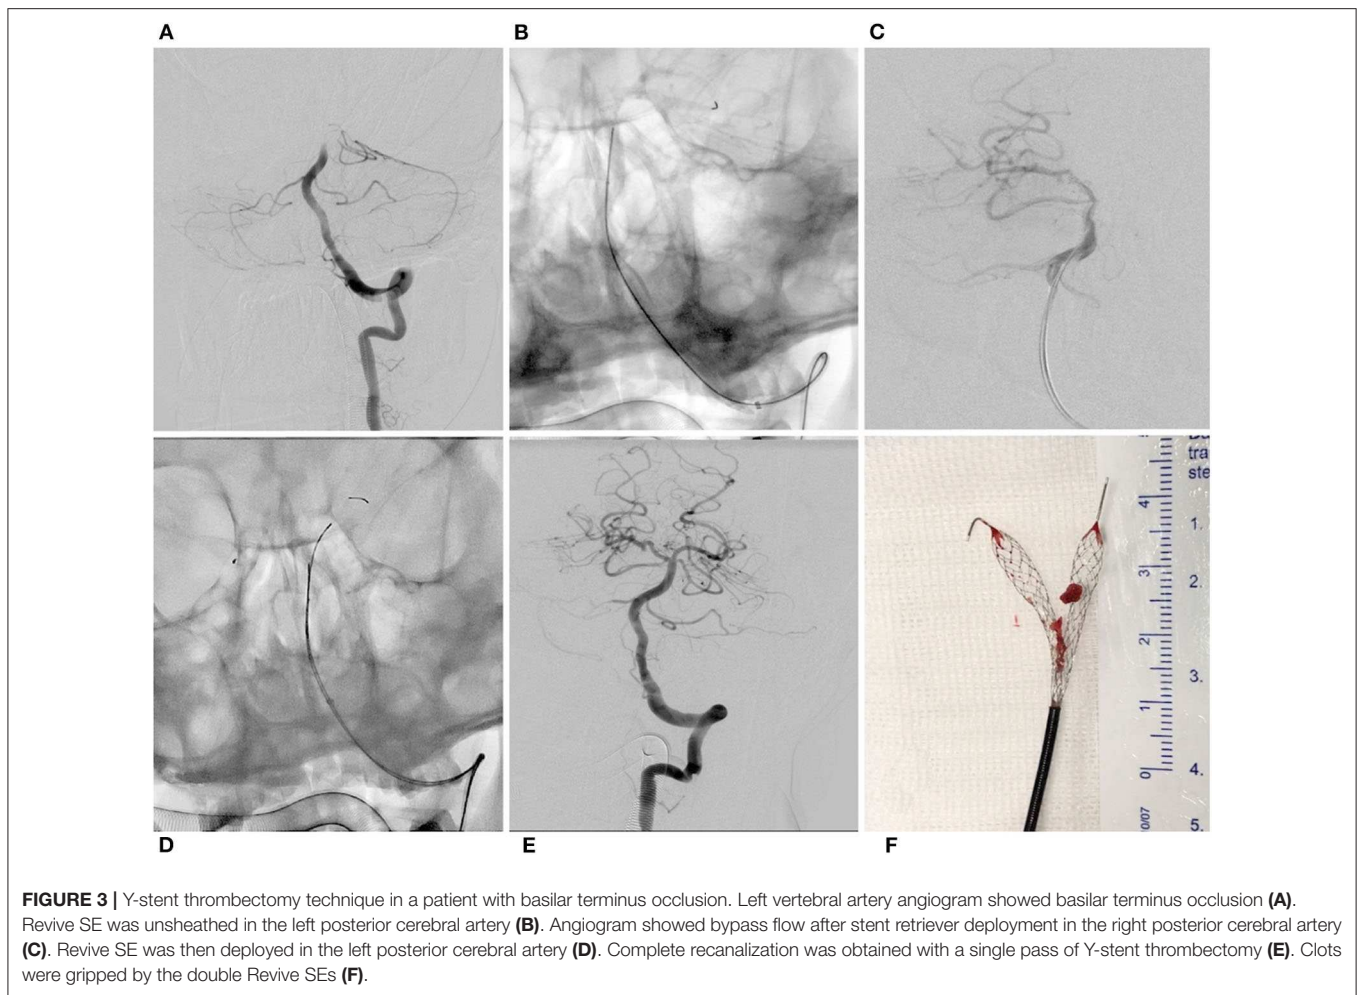 A
B
C
D
E
F
tra
ste
4
1.
3
2.
2
3.
1
0
4.
0/07
5.
FIGURE 3 | Y-stent thrombectomy technique in a patient with basilar terminus occlusion. Left vertebral artery angiogram showed basilar terminus occlusion (A).
Revive SE was unsheathed in the left posterior cerebral artery (B). Angiogram showed bypass flow after stent retriever deployment in the right posterior cerebral artery
(C). Revive SE was then deployed in the left posterior cerebral artery (D). Complete recanalization was obtained with a single pass of Y-stent thrombectomy (E). Clots
were gripped by the double Revive SEs (F).